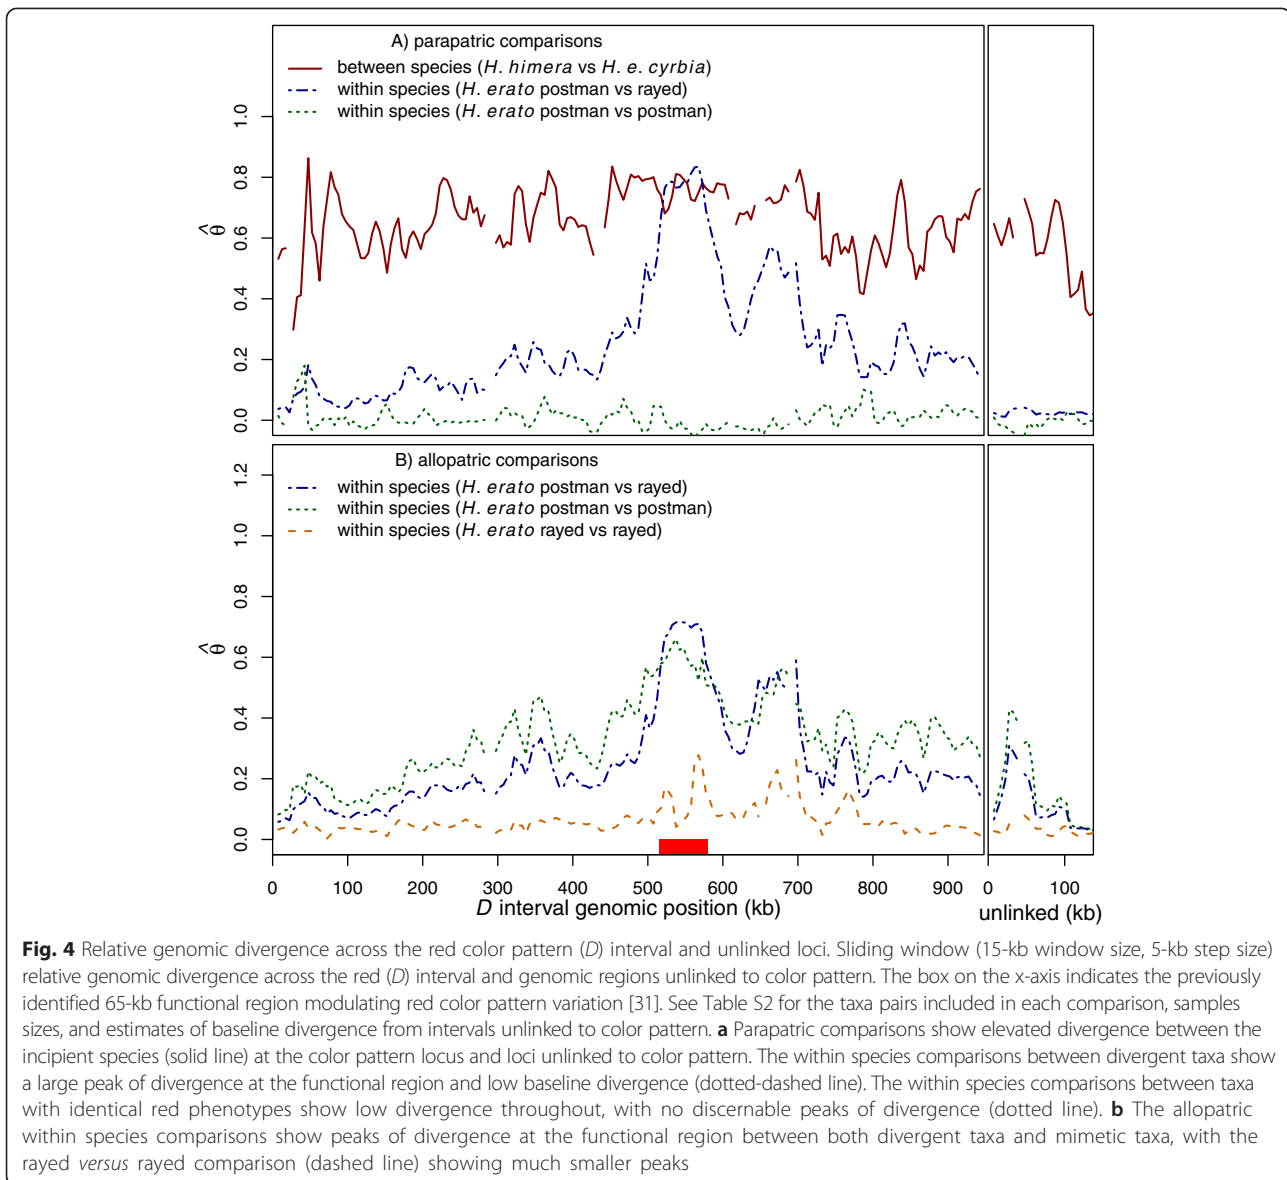 A) parapatric comparisons
between species (H. himera vs H. e. cyrbia)
within species (H. erato postman vs rayed)
within species (H. erato postman vs postman)
1.0
0.8
0.6
0.4
0.2
0.0
θ̂
B) allopatric comparisons
within species (H. erato postman vs rayed)
within species (H. erato postman vs postman)
within species (H. erato rayed vs rayed)
1.2
1.0
0.8
0.6
0.4
0.2
0.0
θ̂
0 100 200 300 400 500 600 700 800 900 0 100
D interval genomic position (kb) unlinked (kb)
Fig. 4 Relative genomic divergence across the red color pattern (D) interval and unlinked loci. Sliding window (15-kb window size, 5-kb step size)
relative genomic divergence across the red (D) interval and genomic regions unlinked to color pattern. The box on the x-axis indicates the previously
identified 65-kb functional region modulating red color pattern variation [31]. See Table S2 for the taxa pairs included in each comparison, samples
sizes, and estimates of baseline divergence from intervals unlinked to color pattern. a Parapatric comparisons show elevated divergence between the
incipient species (solid line) at the color pattern locus and loci unlinked to color pattern. The within species comparisons between divergent taxa show
a large peak of divergence at the functional region and low baseline divergence (dotted-dashed line). The within species comparisons between taxa
with identical red phenotypes show low divergence throughout, with no discernable peaks of divergence (dotted line). b The allopatric
within species comparisons show peaks of divergence at the functional region between both divergent taxa and mimetic taxa, with the
rayed versus rayed comparison (dashed line) showing much smaller peaks